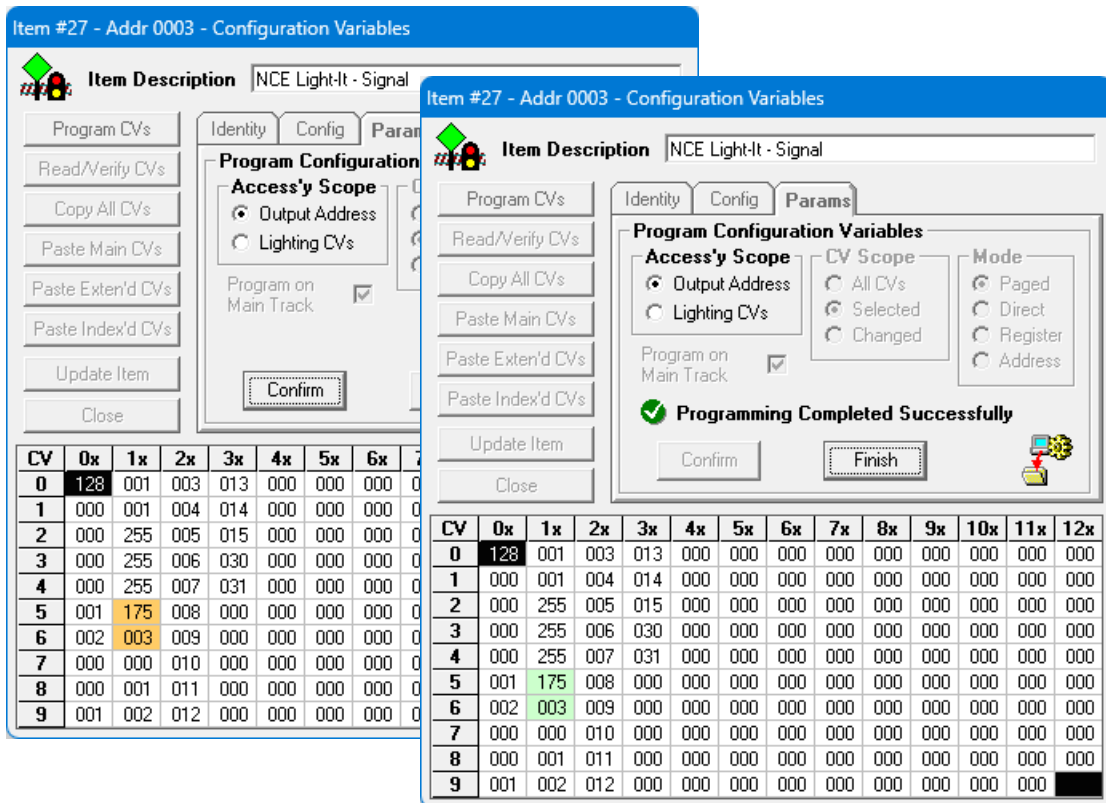 Item #27 - Addr 0003 - Configuration Variables
Item Description NCE Light-It - Signal
Program CVs
Read/Verify CVs
Copy All CVs
Paste Main CVs
Paste Exten'd CVs
Paste Index'd CVs
Update Item
Close
Identity Config
Access'y Scope
Output Address
Lighting CVs
Program on
Main Track
Confirm
CV 0x 1x 2x 3x 4x 5x 6x
0 128 001 003 013 000 000 000
1 000 001 004 014 000 000 000
2 000 255 005 015 000 000 000
3 000 255 006 030 000 000 000
4 000 255 007 031 000 000 000
5 001 175 008 000 000 000 000
6 002 003 009 000 000 000 000
7 000 000 010 000 000 000 000
8 000 001 011 000 000 000 000
9 001 002 012 000 000 000 000
Item #27 - Addr 0003 - Configuration Variables
Item Description NCE Light-It - Signal
Program CVs
Read/Verify CVs
Copy All CVs
Paste Main CVs
Paste Exten'd CVs
Paste Index'd CVs
Update Item
Close
Identity Config Params
Program Configuration Variables
Access'y Scope CV Scope Mode
Output Address All CVs Paged
Lighting CVs Selected Direct
Changed Register
Address
Program on
Main Track
Programming Completed Successfully
Confirm Finish
CV 0x 1x 2x 3x 4x 5x 6x 7x 8x 9x 10x 11x 12x
0 128 001 003 013 000 000 000 000 000 000 000 000 000
1 000 001 004 014 000 000 000 000 000 000 000 000 000
2 000 255 005 015 000 000 000 000 000 000 000 000 000
3 000 255 006 030 000 000 000 000 000 000 000 000 000
4 000 255 007 031 000 000 000 000 000 000 000 000 000
5 001 175 008 000 000 000 000 000 000 000 000 000 000
6 002 003 009 000 000 000 000 000 000 000 000 000 000
7 000 000 010 000 000 000 000 000 000 000 000 000 000
8 000 001 011 000 000 000 000 000 000 000 000 000 000
9 001 002 012 000 000 000 000 000 000 000 000 000